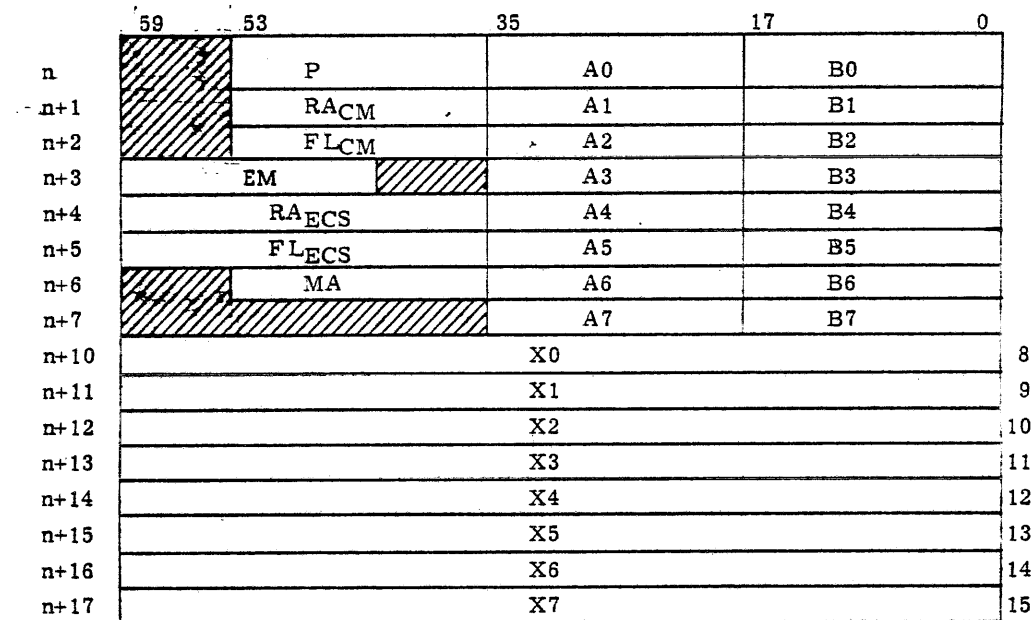 59 53 35 17 0
n P A0 B0
n+1 RACM A1 B1
n+2 FLCM A2 B2
n+3 EM A3 B3
n+4 RAECS A4 B4
n+5 FLECS A5 B5
n+6 MA A6 B6
n+7 A7 B7
n+10 X0 8
n+11 X1 9
n+12 X2 10
n+13 X3 11
n+14 X4 12
n+15 X5 13
n+16 X6 14
n+17 X7 15